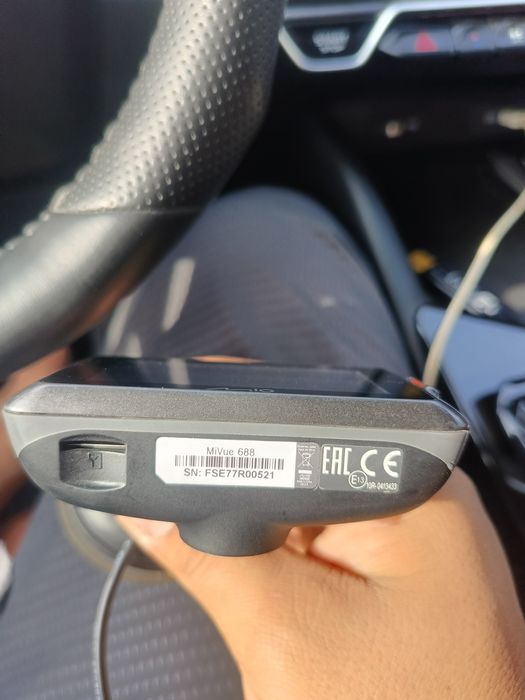 MiVue 688
SN: FSE77R00521
EAC CE
E13
10R-0413433